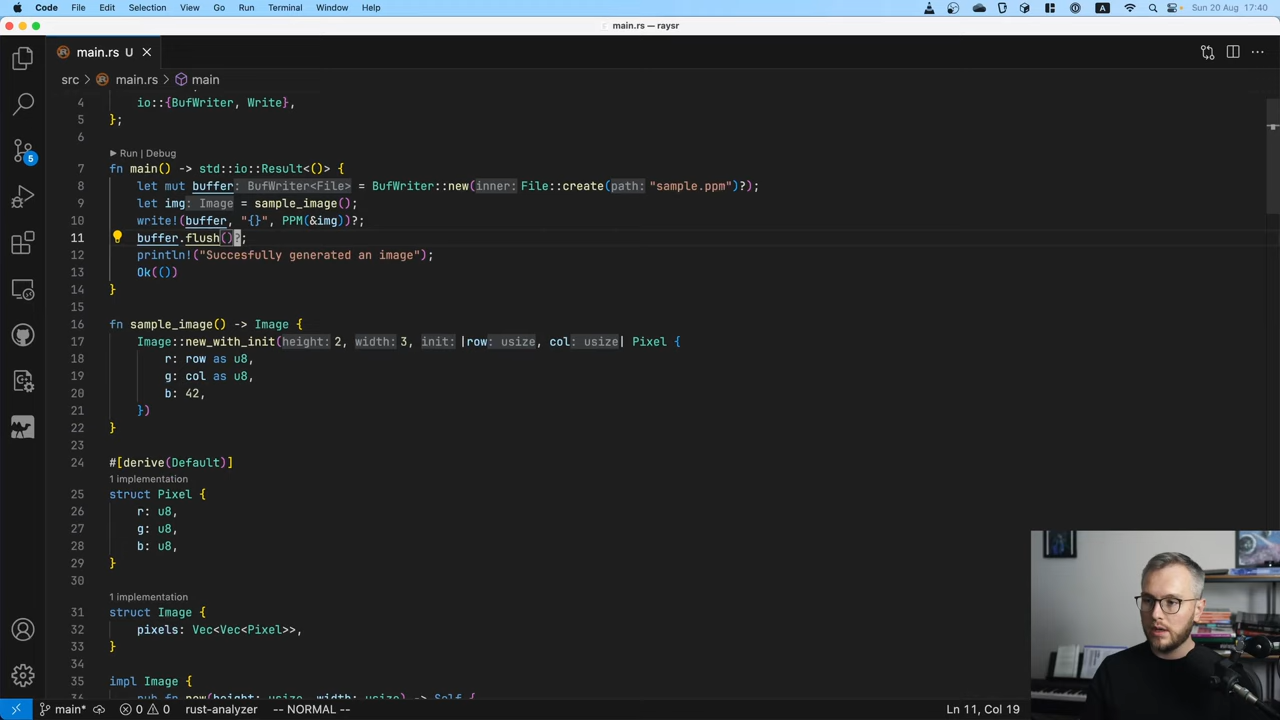 Code File Edit Selection View Go Run Terminal Window Help A Sun 20 Aug 17:40
main.rs — raysr
main.rs U
src > main.rs > main
4 io::{BufWriter, Write},
5 };
6
Run | Debug
7 fn main() -> std::io::Result<()> {
8 let mut buffer: BufWriter<File> = BufWriter::new(inner: File::create(path: "sample.ppm")?);
9 let img: Image = sample_image();
10 write!(buffer, "{}", PPM(&img))?;
11 buffer.flush()?;
12 println!("Succesfully generated an image");
13 Ok(())
14 }
15
16 fn sample_image() -> Image {
17 Image::new_with_init(height: 2, width: 3, init: |row: usize, col: usize| Pixel {
18 r: row as u8,
19 g: col as u8,
20 b: 42,
21 })
22 }
23
24 #[derive(Default)]
1 implementation
25 struct Pixel {
26 r: u8,
27 g: u8,
28 b: u8,
29 }
30
1 implementation
31 struct Image {
32 pixels: Vec<Vec<Pixel>>,
33 }
34
35 impl Image {
36 pub fn new(height: usize, width: usize) -> Self {
5
main* 0 0 rust-analyzer -- NORMAL -- Ln 11, Col 19